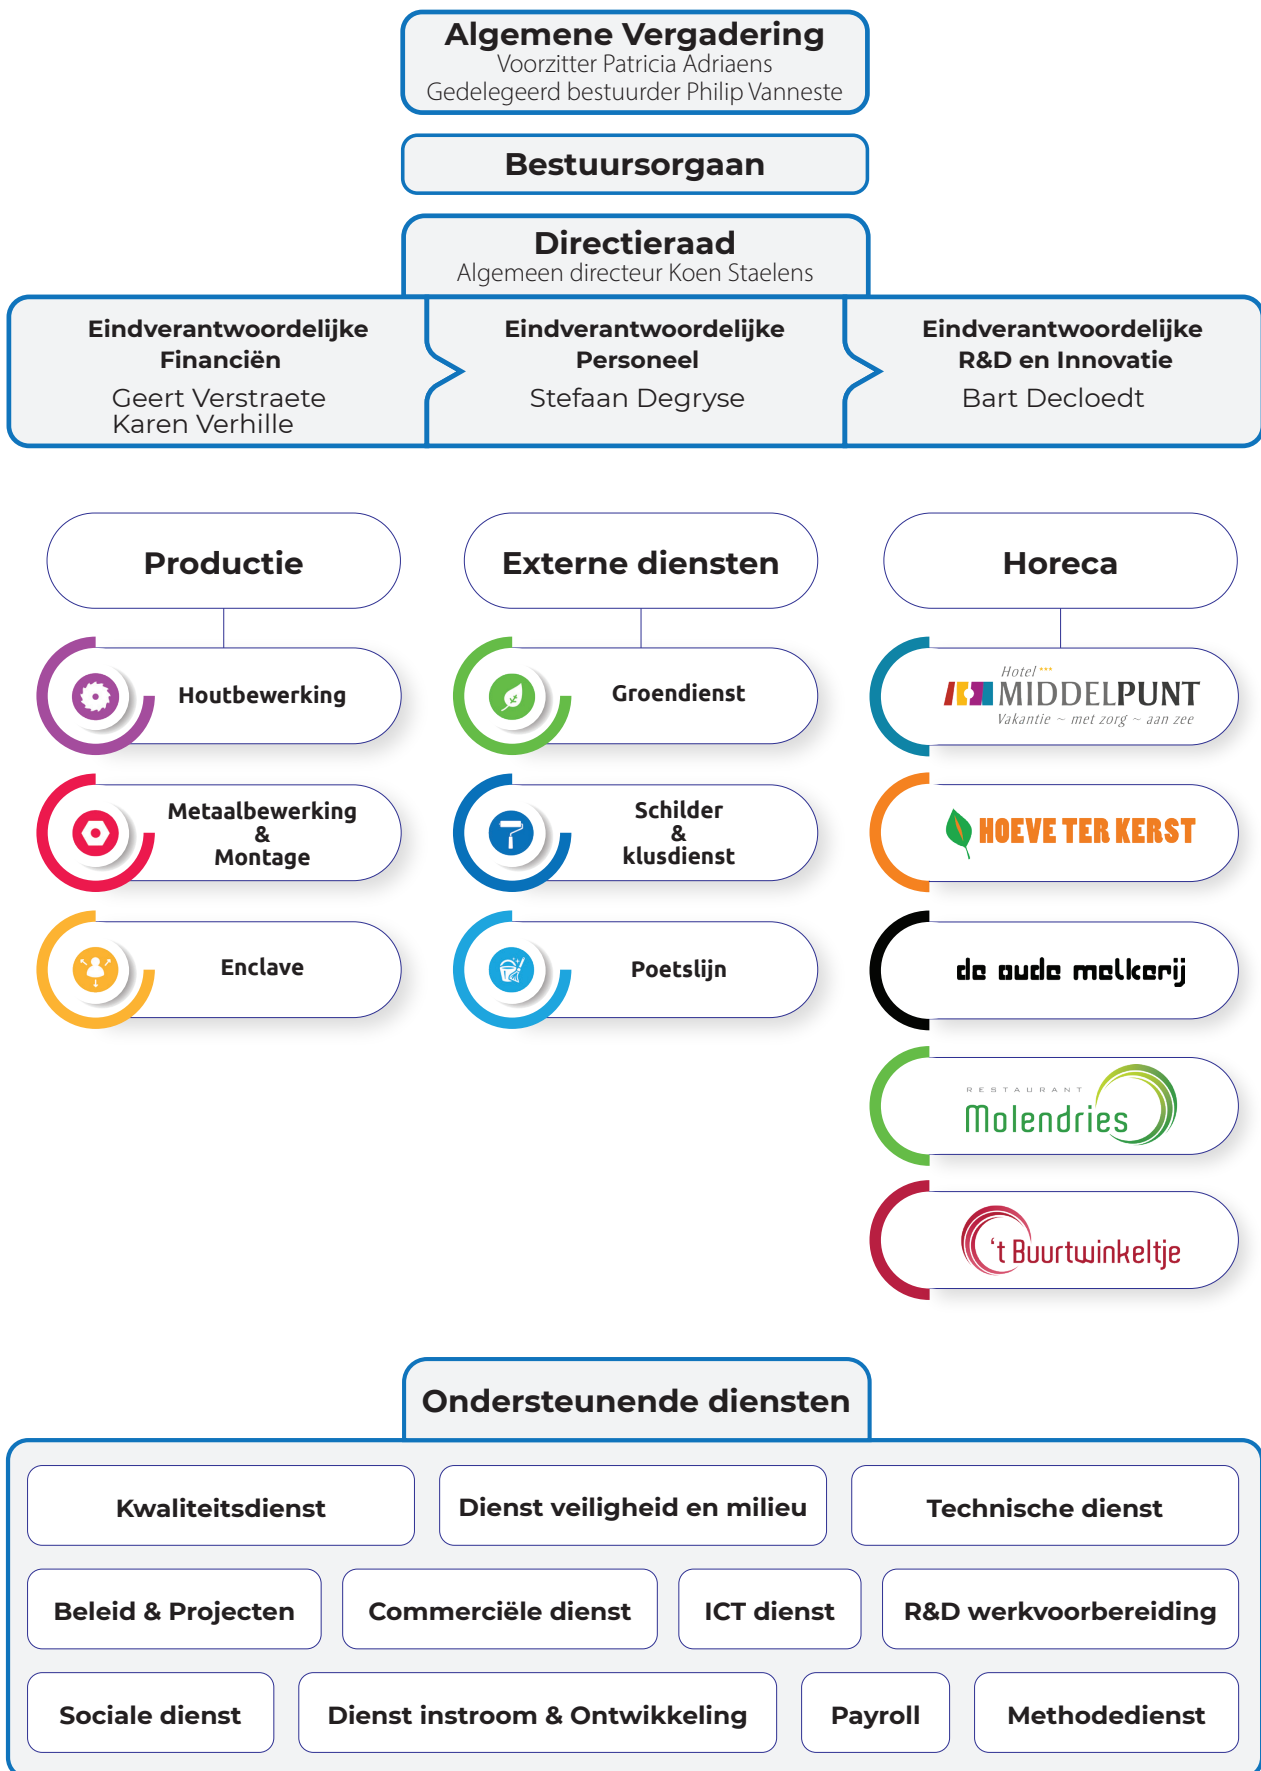 Algemene Vergadering
Voorzitter Patricia Adriaens
Gedelegeerd bestuurder Philip Vanneste
Bestuursorgaan
Directieraad
Algemeen directeur Koen Staelens
Eindverantwoordelijke
Financiën
Geert Verstraete
Karen Verhille
Eindverantwoordelijke
Personeel
Stefaan Degryse
Eindverantwoordelijke
R&D en Innovatie
Bart Decloedt
Productie
Houtbewerking
Metaalbewerking
&
Montage
Enclave
Externe diensten
Groendienst
Schilder
&
klusdienst
Poetslijn
Horeca
Hotel ***
MIDDELPUNT
Vakantie ~ met zorg ~ aan zee
HOEVE TER KERST
de oude melkerij
RESTAURANT
Molendries
't Buurtwinkeltje
Ondersteunende diensten
Kwaliteitsdienst
Dienst veiligheid en milieu
Technische dienst
Beleid & Projecten
Commerciële dienst
ICT dienst
R&D werkvoorbereiding
Sociale dienst
Dienst instroom & Ontwikkeling
Payroll
Methodedienst